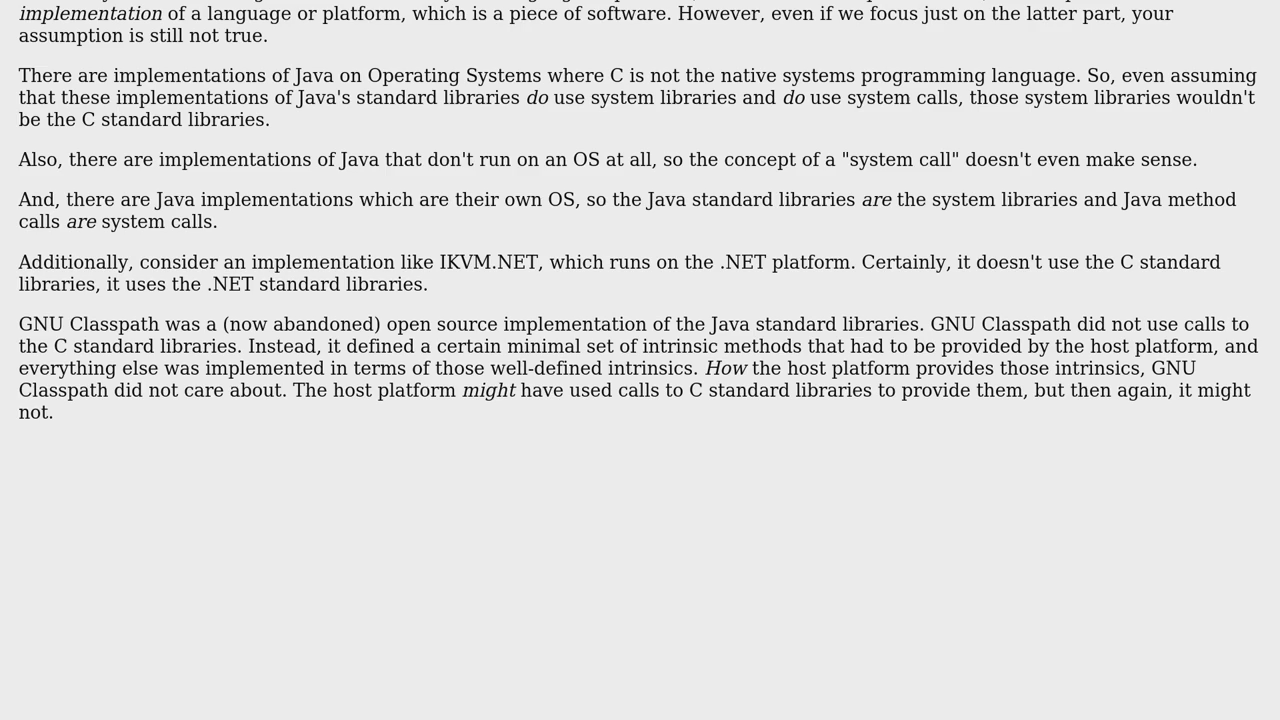 implementation of a language or platform, which is a piece of software. However, even if we focus just on the latter part, your
assumption is still not true.
There are implementations of Java on Operating Systems where C is not the native systems programming language. So, even assuming
that these implementations of Java's standard libraries do use system libraries and do use system calls, those system libraries wouldn't
be the C standard libraries.
Also, there are implementations of Java that don't run on an OS at all, so the concept of a "system call" doesn't even make sense.
And, there are Java implementations which are their own OS, so the Java standard libraries are the system libraries and Java method
calls are system calls.
Additionally, consider an implementation like IKVM.NET, which runs on the .NET platform. Certainly, it doesn't use the C standard
libraries, it uses the .NET standard libraries.
GNU Classpath was a (now abandoned) open source implementation of the Java standard libraries. GNU Classpath did not use calls to
the C standard libraries. Instead, it defined a certain minimal set of intrinsic methods that had to be provided by the host platform, and
everything else was implemented in terms of those well-defined intrinsics. How the host platform provides those intrinsics, GNU
Classpath did not care about. The host platform might have used calls to C standard libraries to provide them, but then again, it might
not.